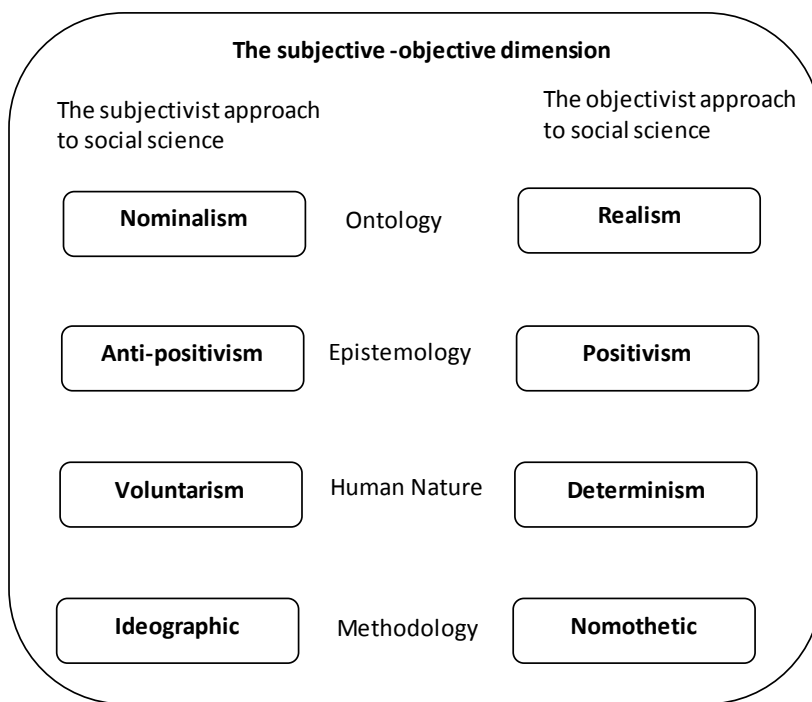 The subjective -objective dimension
The subjectivist approach
to social science
The objectivist approach
to social science
Nominalism
Ontology
Realism
Anti-positivism
Epistemology
Positivism
Voluntarism
Human Nature
Determinism
Ideographic
Methodology
Nomothetic